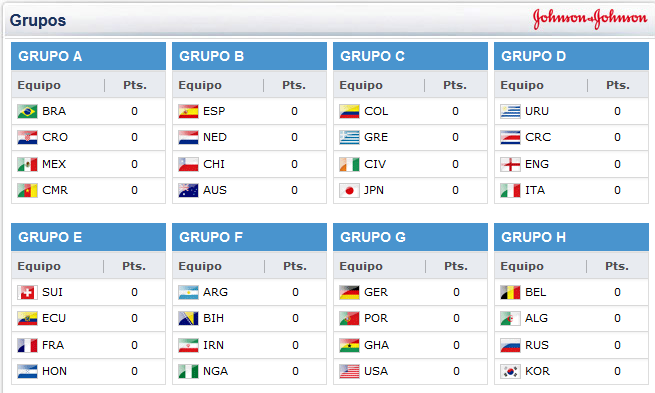 Grupos Johnson & Johnson
GRUPO A GRUPO B GRUPO C GRUPO D
Equipo Pts. Equipo Pts. Equipo Pts. Equipo Pts.
BRA 0 ESP 0 COL 0 URU 0
CRO 0 NED 0 GRE 0 CRC 0
MEX 0 CHI 0 CIV 0 ENG 0
CMR 0 AUS 0 JPN 0 ITA 0
GRUPO E GRUPO F GRUPO G GRUPO H
Equipo Pts. Equipo Pts. Equipo Pts. Equipo Pts.
SUI 0 ARG 0 GER 0 BEL 0
ECU 0 BIH 0 POR 0 ALG 0
FRA 0 IRN 0 GHA 0 RUS 0
HON 0 NGA 0 USA 0 KOR 0